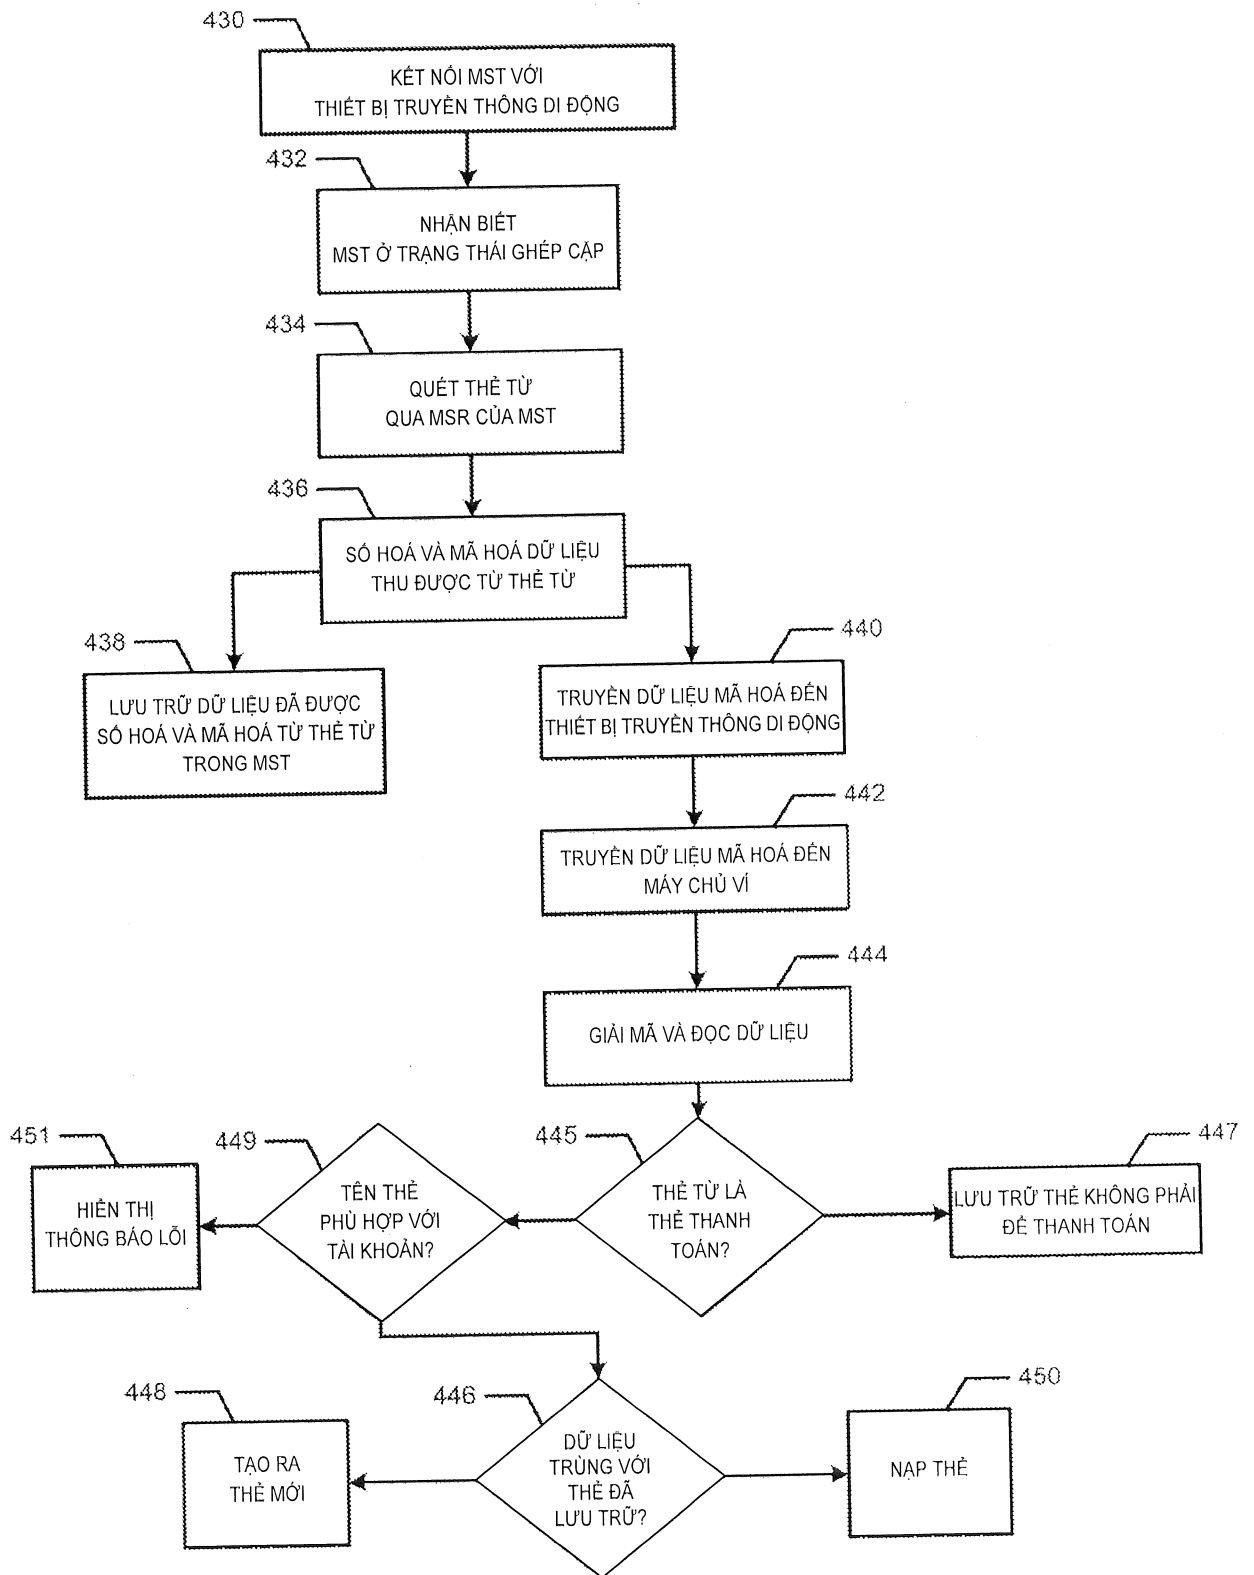 430
KẾT NỐI MST VỚI
THIẾT BỊ TRUYỀN THÔNG DI ĐỘNG
432
NHẬN BIẾT
MST Ở TRẠNG THÁI GHÉP CẶP
434
QUÉT THẺ TỪ
QUA MSR CỦA MST
436
SỐ HOÁ VÀ MÃ HOÁ DỮ LIỆU
THU ĐƯỢC TỪ THẺ TỪ
438
LƯU TRỮ DỮ LIỆU ĐÃ ĐƯỢC
SỐ HOÁ VÀ MÃ HOÁ TỪ THẺ TỪ
TRONG MST
440
TRUYỀN DỮ LIỆU MÃ HOÁ ĐẾN
THIẾT BỊ TRUYỀN THÔNG DI ĐỘNG
442
TRUYỀN DỮ LIỆU MÃ HOÁ ĐẾN
MÁY CHỦ VÍ
444
GIẢI MÃ VÀ ĐỌC DỮ LIỆU
451
HIỂN THỊ
THÔNG BÁO LỖI
449
TÊN THẺ
PHÙ HỢP VỚI
TÀI KHOẢN?
445
THẺ TỪ LÀ
THẺ THANH
TOÁN?
447
LƯU TRỮ THẺ KHÔNG PHẢI
ĐỂ THANH TOÁN
448
TẠO RA
THẺ MỚI
446
DỮ LIỆU
TRÙNG VỚI
THẺ ĐÃ
LƯU TRỮ?
450
NẠP THẺ